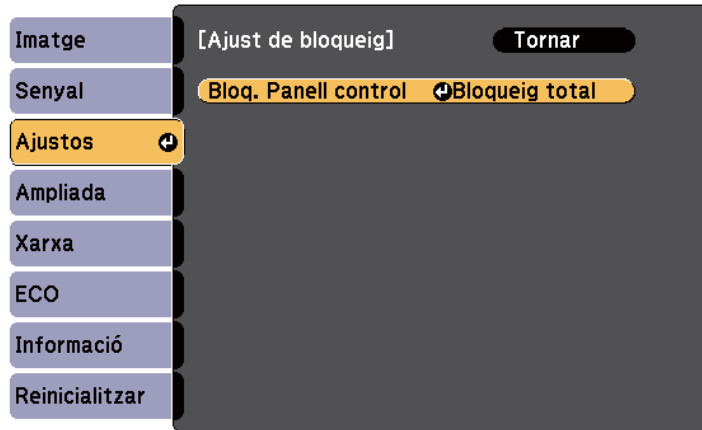 Imatge
Senyal
Ajustos
Ampliada
Xarxa
ECO
Informació
Reinicialitzar
[Ajust de bloqueig] Tornar
Bloq. Panell control Bloqueig total